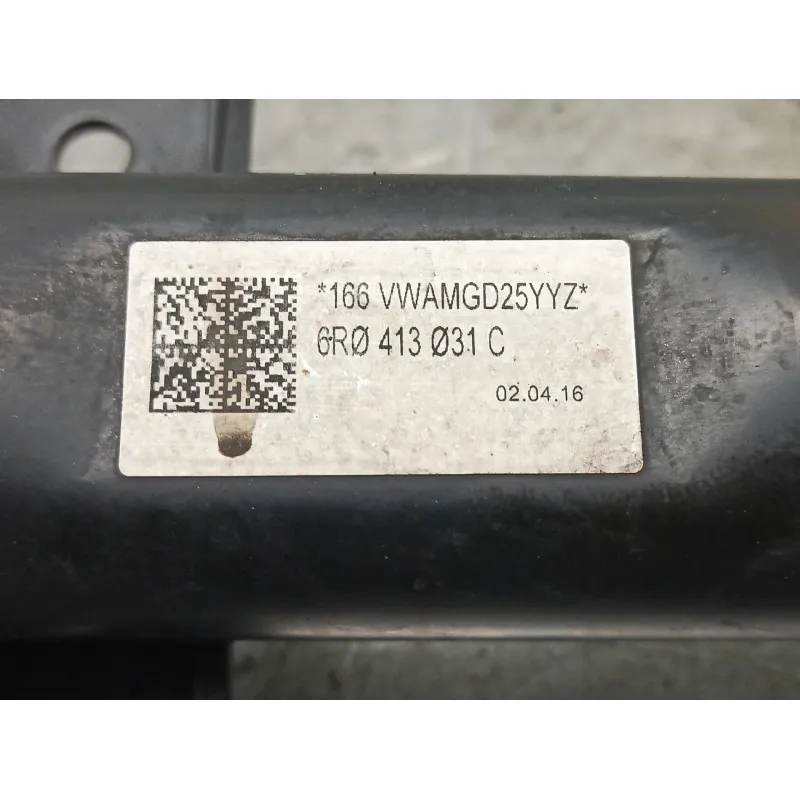 *166 VWAMGD25YYZ*
6RØ 413 Ø31 C
02.04.16